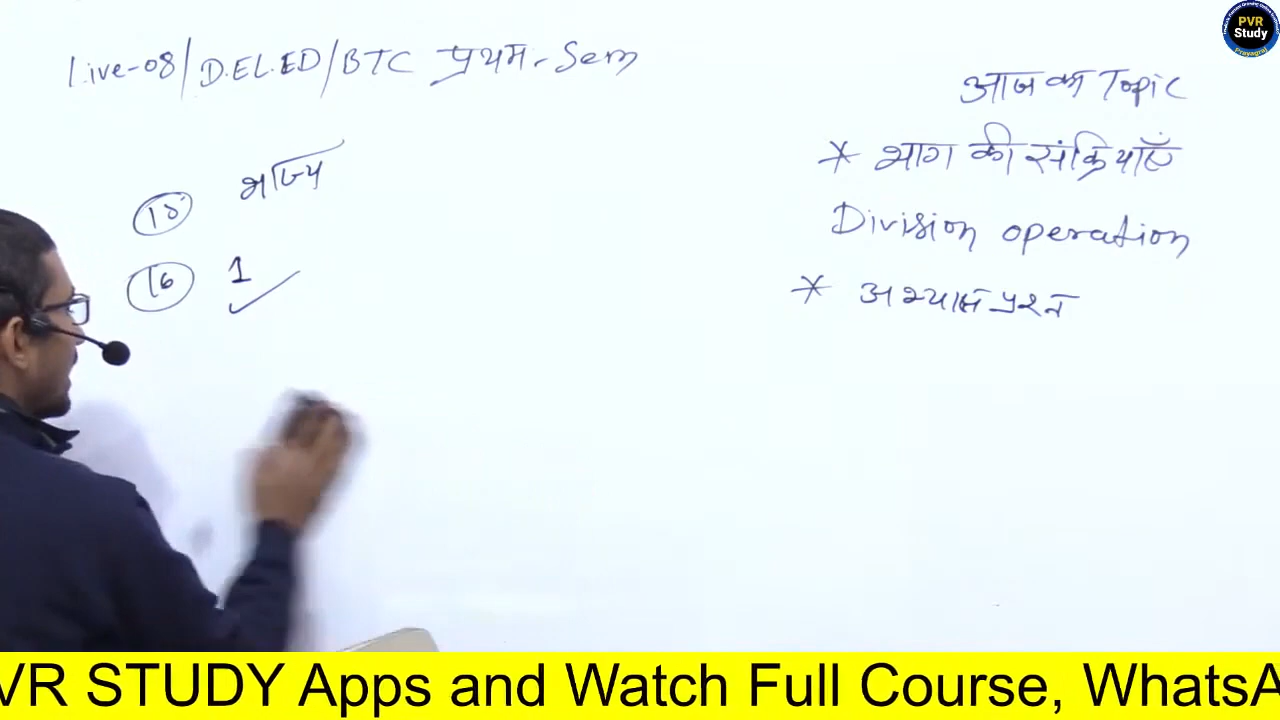 Live-08/D.EL.ED/BTC प्रथम-Sem
आज का Topic
* भाग की संक्रियाएँ
Division operation
* अभ्यास प्रश्न
15 भाज्य
16 1
PVR
Study
Prayagraj
VR STUDY Apps and Watch Full Course, WhatsA